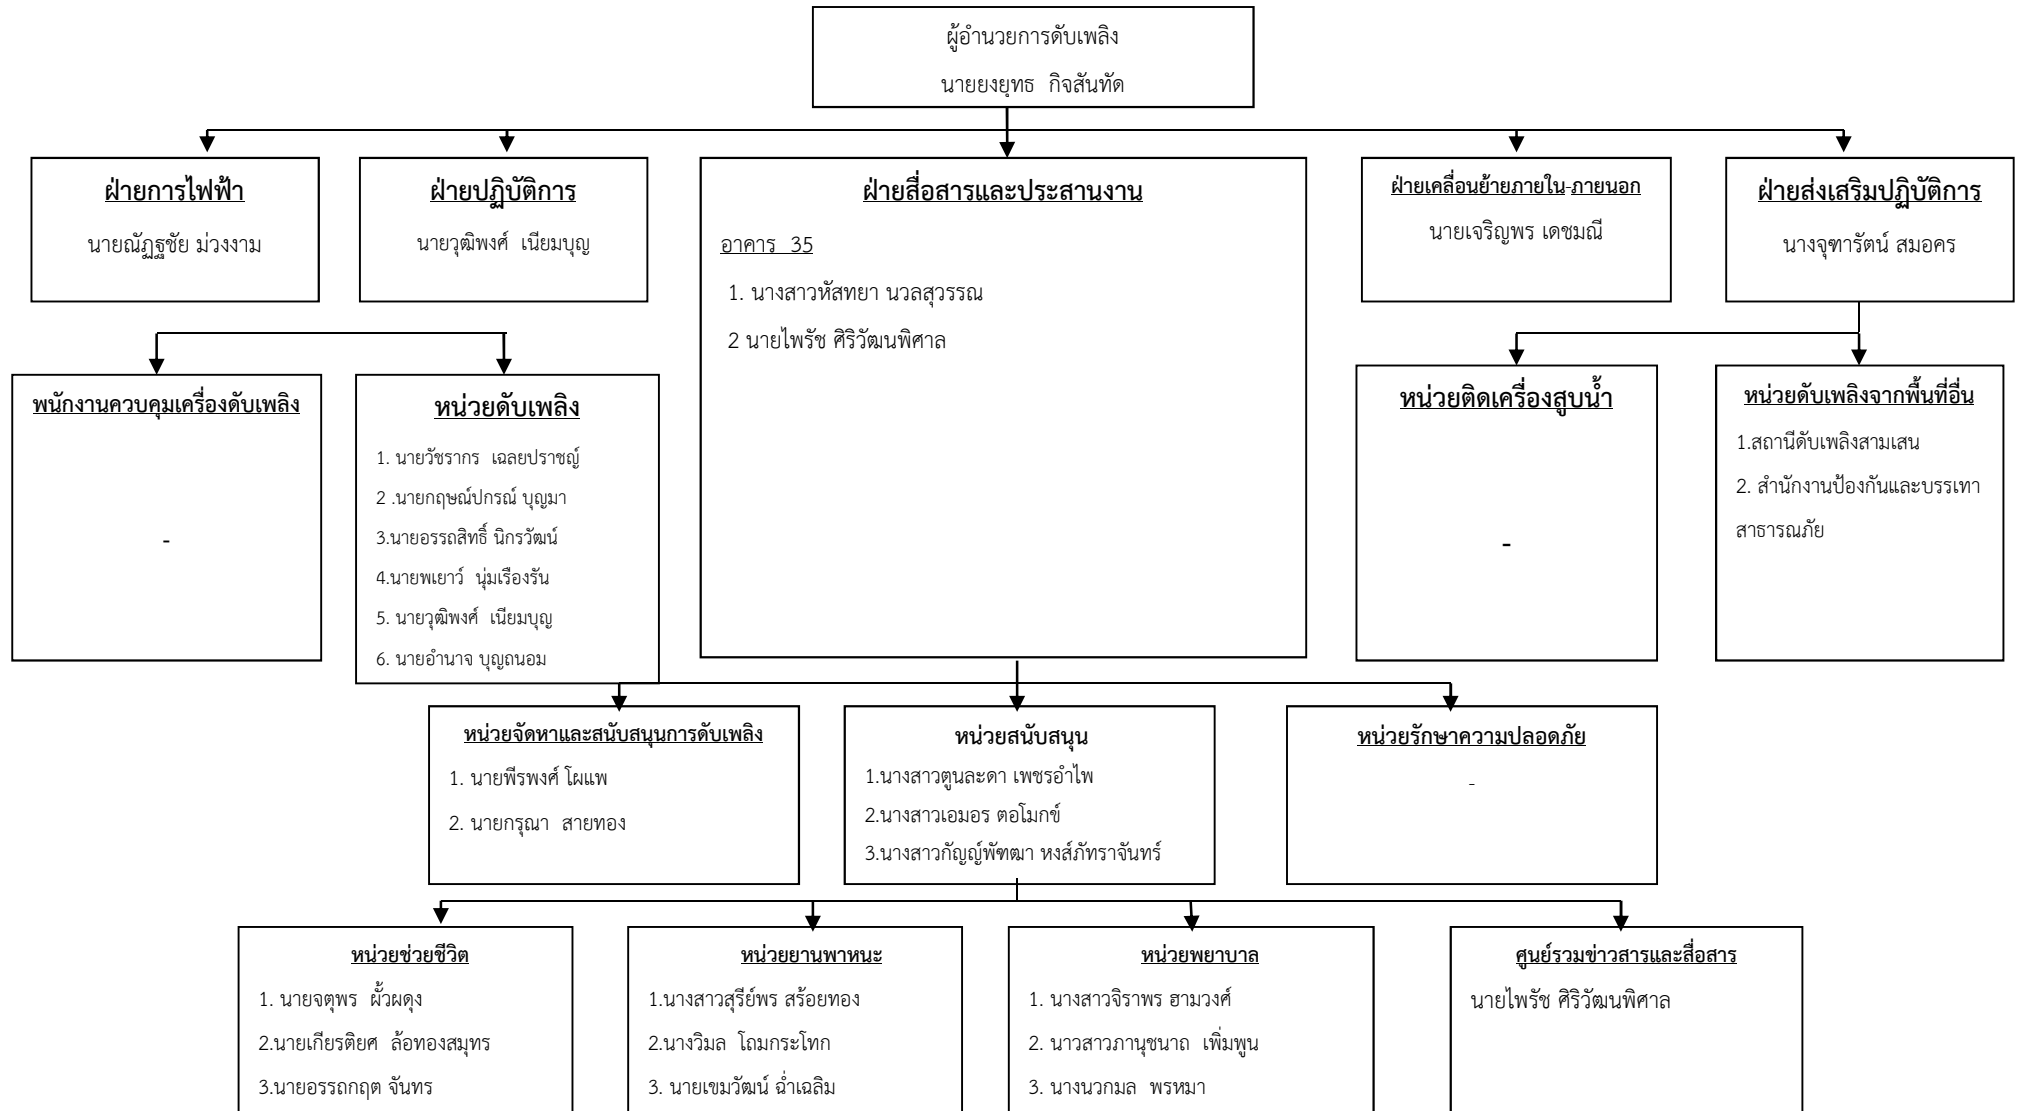 ผู้อำนวยการดับเพลิง
นายยงยุทธ กิจสันทัด
ฝ่ายการไฟฟ้า
นายณัฏฐชัย ม่วงงาม
ฝ่ายปฏิบัติการ
นายวุฒิพงศ์ เนียมบุญ
ฝ่ายสื่อสารและประสานงาน
อาคาร 35
1. นางสาวหัสทยา นวลสุวรรณ
2 นายไพรัช ศิริวัฒนพิศาล
ฝ่ายเคลื่อนย้ายภายใน-ภายนอก
นายเจริญพร เดชมณี
ฝ่ายส่งเสริมปฏิบัติการ
นางจุฑารัตน์ สมอคร
พนักงานควบคุมเครื่องดับเพลิง
-
หน่วยดับเพลิง
1. นายวัชรากร เฉลยปราชญ์
2 .นายกฤษณ์ปกรณ์ บุญมา
3.นายอรรถสิทธิ์ นิกรวัฒน์
4.นายพเยาว์ นุ่มเรืองรัน
5. นายวุฒิพงศ์ เนียมบุญ
6. นายอำนาจ บุญถนอม
หน่วยติดเครื่องสูบน้ำ
-
หน่วยดับเพลิงจากพื้นที่อื่น
1.สถานีดับเพลิงสามเสน
2. สำนักงานป้องกันและบรรเทา
สาธารณภัย
หน่วยจัดหาและสนับสนุนการดับเพลิง
1. นายพีรพงศ์ โผแพ
2. นายกรุณา สายทอง
หน่วยสนับสนุน
1.นางสาวตูนละดา เพชรอำไพ
2.นางสาวเอมอร ตอโมกข์
3.นางสาวกัญญ์พัฑฒา หงส์ภัทราจันทร์
หน่วยรักษาความปลอดภัย
-
หน่วยช่วยชีวิต
1. นายจตุพร ผั้วผดุง
2.นายเกียรติยศ ล้อทองสมุทร
3.นายอรรถกฤต จันทร
หน่วยยานพาหนะ
1.นางสาวสุรีย์พร สร้อยทอง
2.นางวิมล โถมกระโทก
3. นายเขมวัฒน์ ฉ่ำเฉลิม
หน่วยพยาบาล
1. นางสาวจิราพร ฮามวงศ์
2. นาวสาวภานุชนาถ เพิ่มพูน
3. นางนวกมล พรหมา
ศูนย์รวมข่าวสารและสื่อสาร
นายไพรัช ศิริวัฒนพิศาล